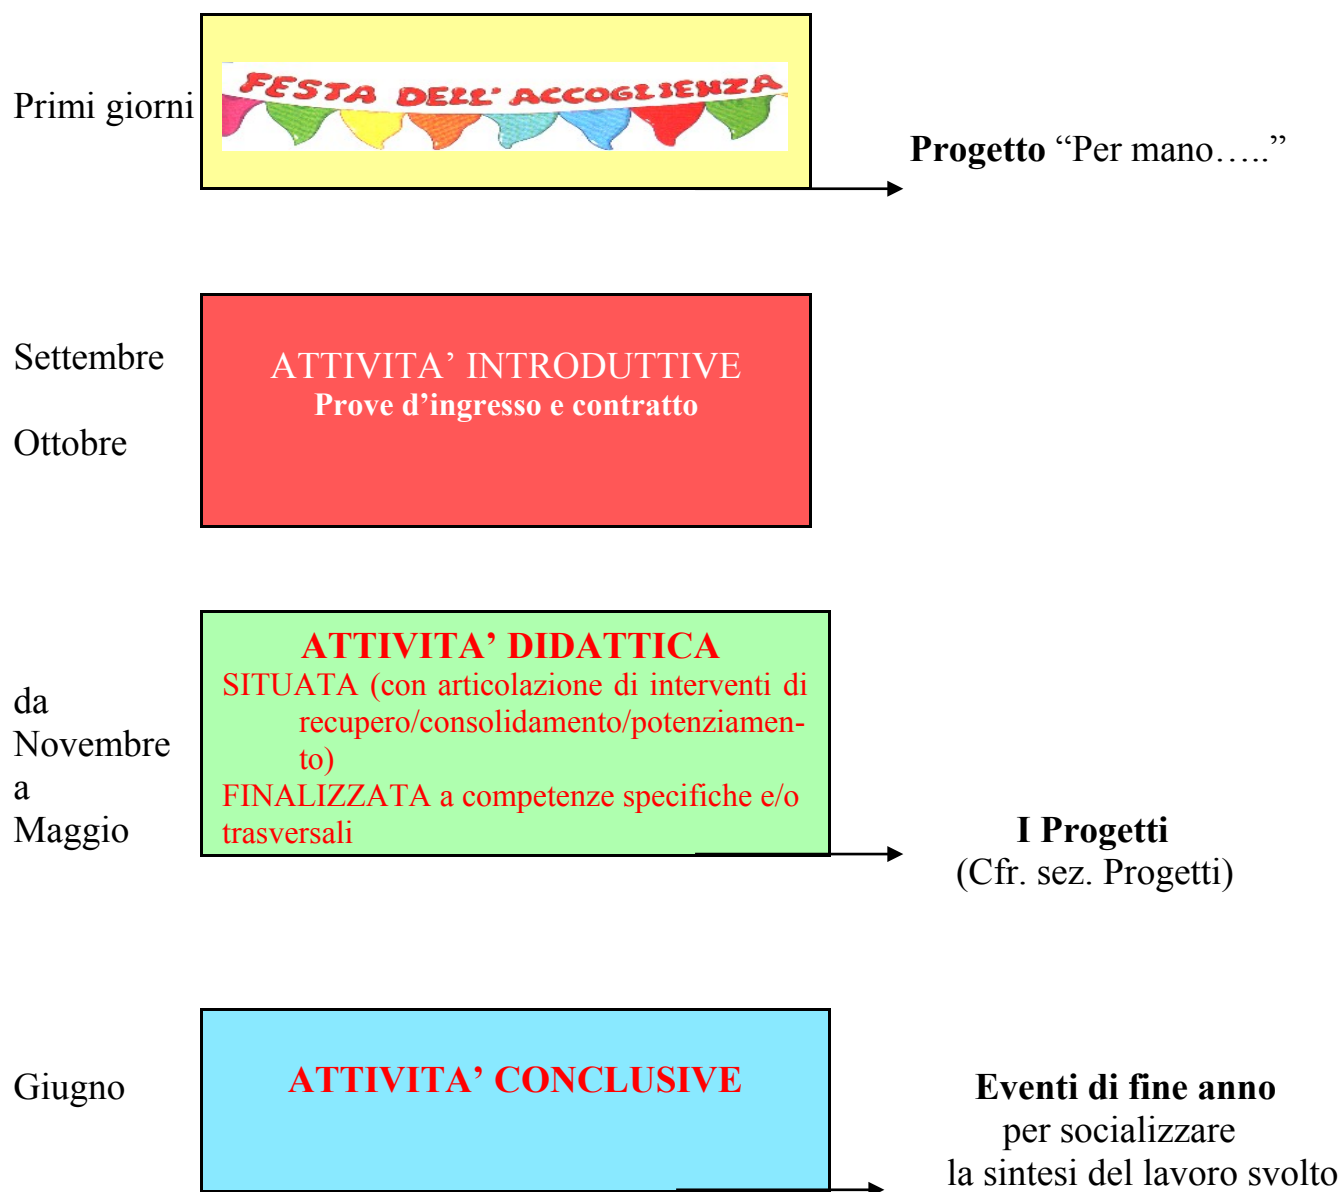 Primi giorni
FESTA DELL' ACCOGLIENZA
Progetto “Per mano…..”
Settembre
Ottobre
ATTIVITA’ INTRODUTTIVE
Prove d’ingresso e contratto
da
Novembre
a
Maggio
ATTIVITA’ DIDATTICA
SITUATA (con articolazione di interventi di
recupero/consolidamento/potenziamen-
to)
FINALIZZATA a competenze specifiche e/o
trasversali
I Progetti
(Cfr. sez. Progetti)
Giugno
ATTIVITA’ CONCLUSIVE
Eventi di fine anno
per socializzare
la sintesi del lavoro svolto